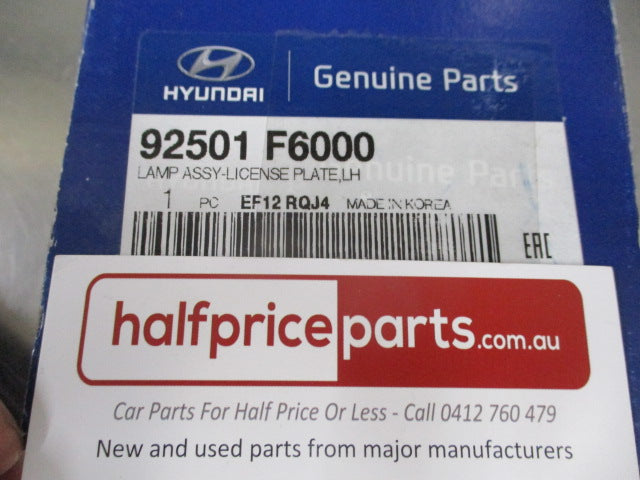 HYUNDAI
Genuine Parts
92501 F6000
LAMP ASSY-LICENSE PLATE,LH
Genuine Parts
1 PC EF12 RQJ4 MADE IN KOREA
EAC
halfpriceparts.com.au
Car Parts For Half Price Or Less - Call 0412 760 479
New and used parts from major manufacturers